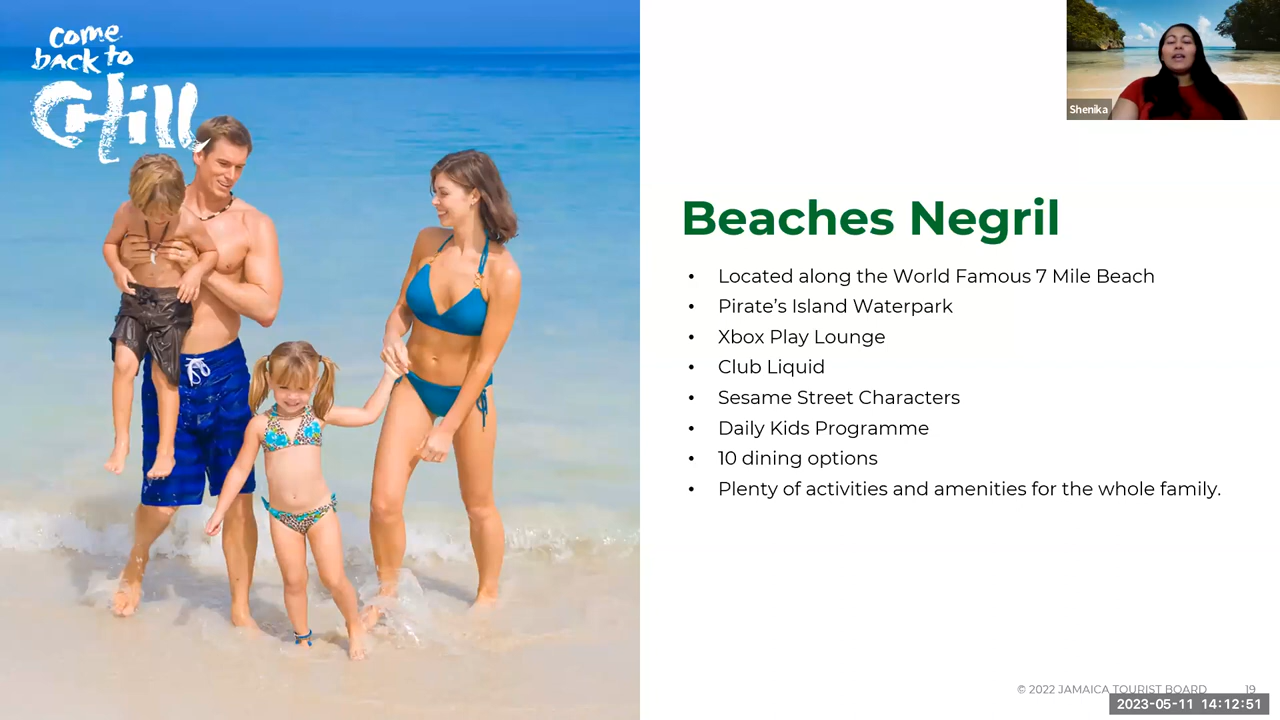 come
back to
Chill
Shenika
Beaches Negril
• Located along the World Famous 7 Mile Beach
• Pirate’s Island Waterpark
• Xbox Play Lounge
• Club Liquid
• Sesame Street Characters
• Daily Kids Programme
• 10 dining options
• Plenty of activities and amenities for the whole family.
© 2022 JAMAICA TOURIST BOARD 19
2023-05-11 14:12:51